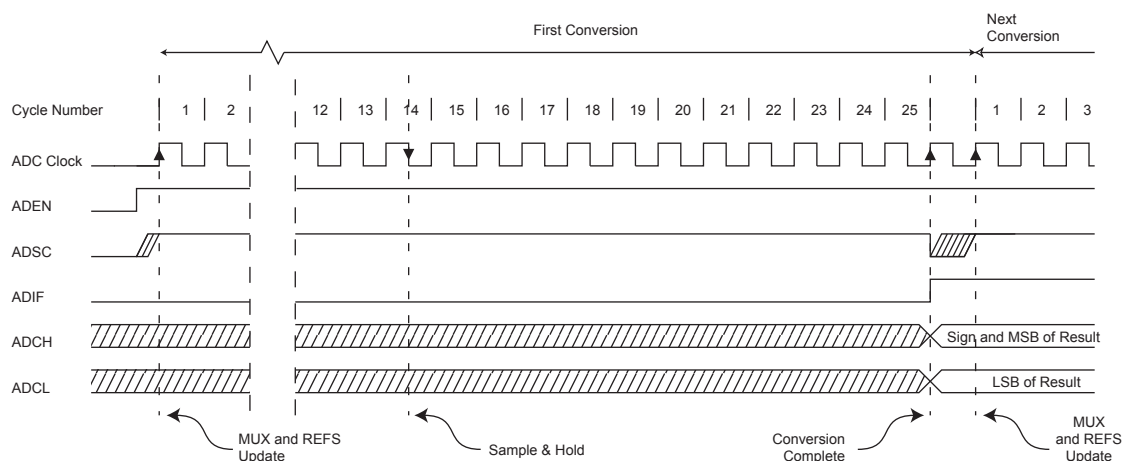 First Conversion
Next
Conversion
Cycle Number 1 2 12 13 14 15 16 17 18 19 20 21 22 23 24 25 1 2 3
ADC Clock
ADEN
ADSC
ADIF
ADCH
Sign and MSB of Result
ADCL
LSB of Result
MUX and REFS
Update
Sample & Hold
Conversion
Complete
MUX
and REFS
Update